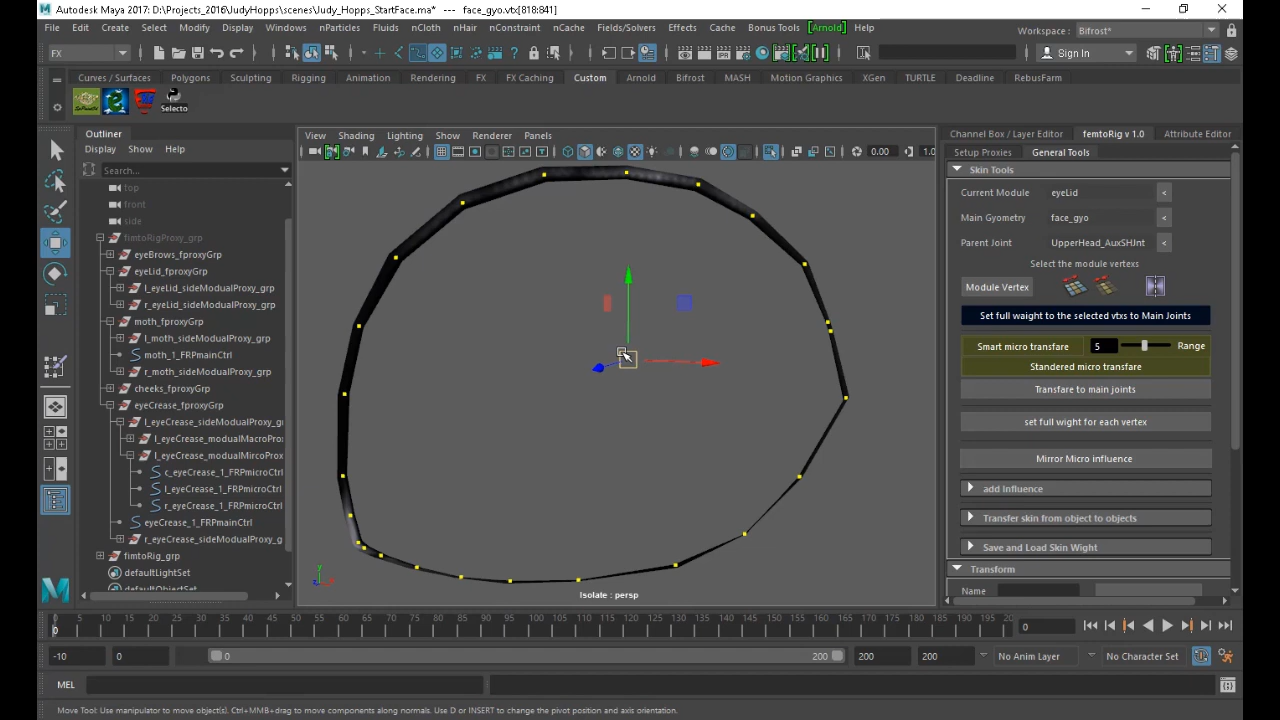 Autodesk Maya 2017: D:\Projects_2016\JudyHopps\scenes\Judy_Hopps_StartFace.ma* --- face_gyo.vtx[818:841]
File Edit Create Select Modify Display Windows nParticles Fluids nCloth nHair nConstraint nCache Fields/Solvers Effects Cache Bonus Tools [Arnold] Help
Workspace: Bifrost*
FX
Sign In
Curves / Surfaces Polygons Sculpting Rigging Animation Rendering FX FX Caching Custom Arnold Bifrost MASH Motion Graphics XGen TURTLE Deadline RebusFarm
Selecto
Outliner
Display Show Help
Search...
top
front
side
fimtoRigProxy_grp
eyeBrows_fproxyGrp
eyeLid_fproxyGrp
l_eyeLid_sideModualProxy_grp
r_eyeLid_sideModualProxy_grp
moth_fproxyGrp
l_moth_sideModualProxy_grp
moth_1_FRPmainCtrl
r_moth_sideModualProxy_grp
cheeks_fproxyGrp
eyeCrease_fproxyGrp
l_eyeCrease_sideModualProxy_g
l_eyeCrease_modualMacroPro
l_eyeCrease_modualMircoPro
c_eyeCrease_1_FRPmicroCtrl
l_eyeCrease_1_FRPmicroCtrl
r_eyeCrease_1_FRPmicroCtrl
eyeCrease_1_FRPmainCtrl
r_eyeCrease_sideModualProxy_g
fimtoRig_grp
defaultLightSet
defaultObjectSet
View Shading Lighting Show Renderer Panels
0.00 1.0
y
Isolate : persp
Channel Box / Layer Editor femtoRig v 1.0 Attribute Editor
Setup Proxies General Tools
Skin Tools
Current Module eyeLid <
Main Gyometry face_gyo <
Parent Joint UpperHead_AuxSHJnt <
Select the module vertexs
Module Vertex
Set full weight to the selected vtxs to Main Joints
Smart micro transfare 5 Range
Standered micro transfare
Transfare to main joints
set full wight for each vertex
Mirror Micro influence
add Influence
Transfer skin from object to objects
Save and Load Skin Wight
Transform
Name
0 5 10 15 20 25 30 35 40 45 50 55 60 65 70 75 80 85 90 95 100 105 110 115 120 125 130 135 140 145 150 155 160 165 170 175 180 185 190 195 20
0
0
-10 0 0 200 200 200 No Anim Layer No Character Set
MEL
Move Tool: Use manipulator to move object(s). Ctrl+MMB+drag to move components along normals. Use D or INSERT to change the pivot position and axis orientation.